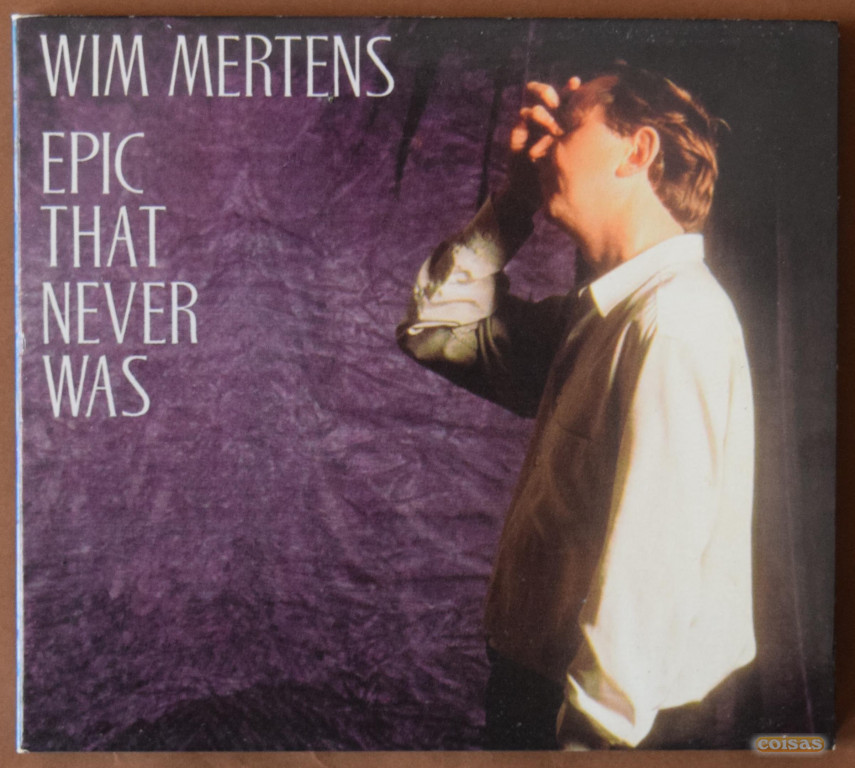 WIM MERTENS
EPIC
THAT
NEVER
WAS
coisas